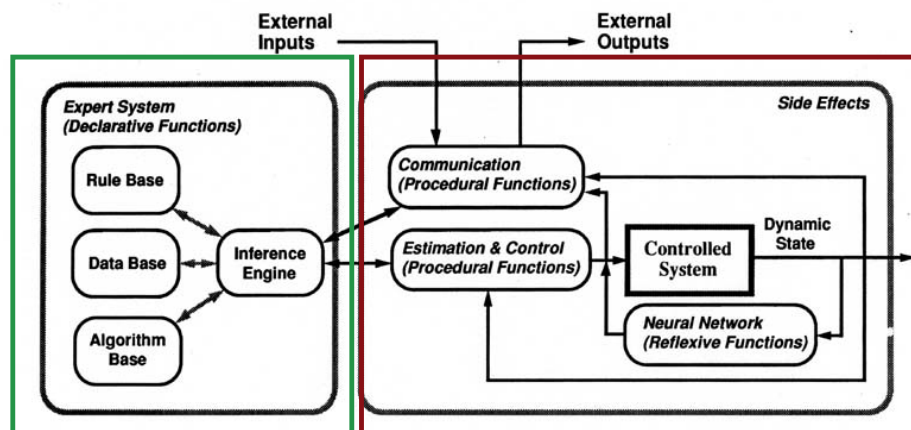 External
Inputs
External
Outputs
Expert System
(Declarative Functions)
Rule Base
Data Base
Algorithm
Base
Inference
Engine
Side Effects
Communication
(Procedural Functions)
Estimation & Control
(Procedural Functions)
Controlled
System
Dynamic
State
Neural Network
(Reflexive Functions)